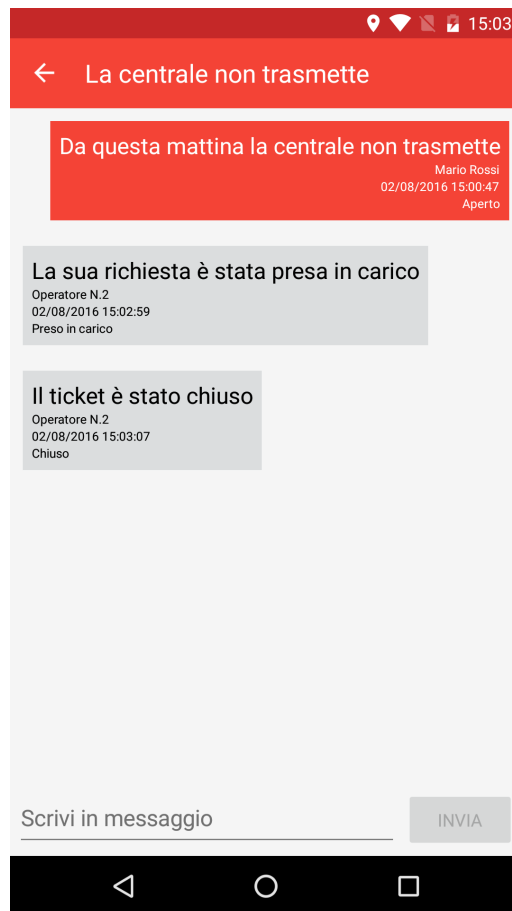 15:03
La centrale non trasmette
Da questa mattina la centrale non trasmette
Mario Rossi
02/08/2016 15:00:47
Aperto
La sua richiesta è stata presa in carico
Operatore N.2
02/08/2016 15:02:59
Preso in carico
Il ticket è stato chiuso
Operatore N.2
02/08/2016 15:03:07
Chiuso
Scrivi in messaggio
INVIA